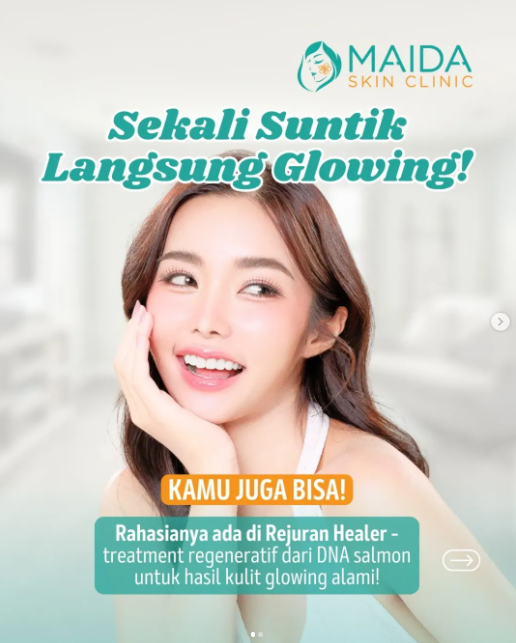 MAIDA
SKIN CLINIC
Sekali Suntik
Langsung Glowing!
KAMU JUGA BISA!
Rahasianya ada di Rejuran Healer -
treatment regeneratif dari DNA salmon
untuk hasil kulit glowing alami!